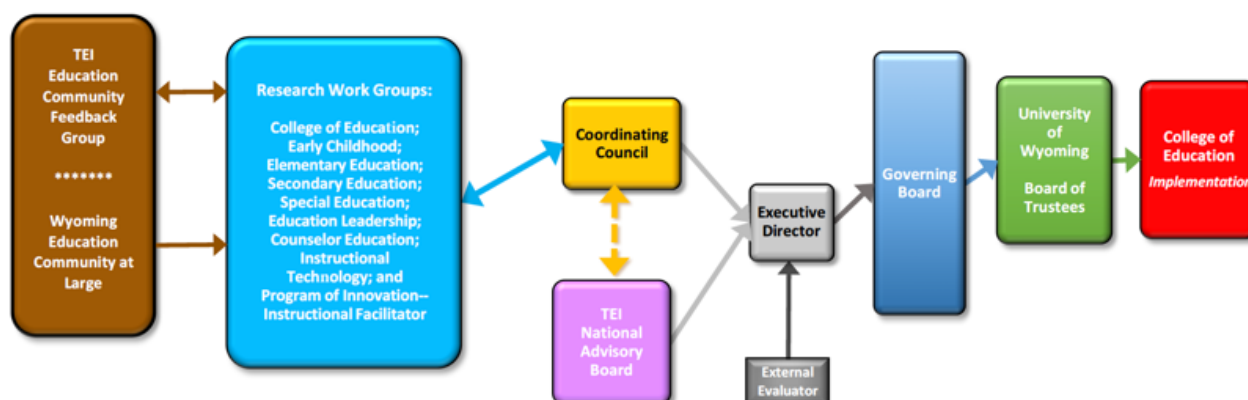 TEI
Education
Community
Feedback
Group
*******
Wyoming
Education
Community at
Large
Research Work Groups:
College of Education;
Early Childhood;
Elementary Education;
Secondary Education;
Special Education;
Education Leadership;
Counselor Education;
Instructional
Technology; and
Program of Innovation--
Instructional Facilitator
Coordinating
Council
TEI
National
Advisory
Board
Executive
Director
External
Evaluator
Governing
Board
University
of
Wyoming
Board of
Trustees
College of
Education
Implementation